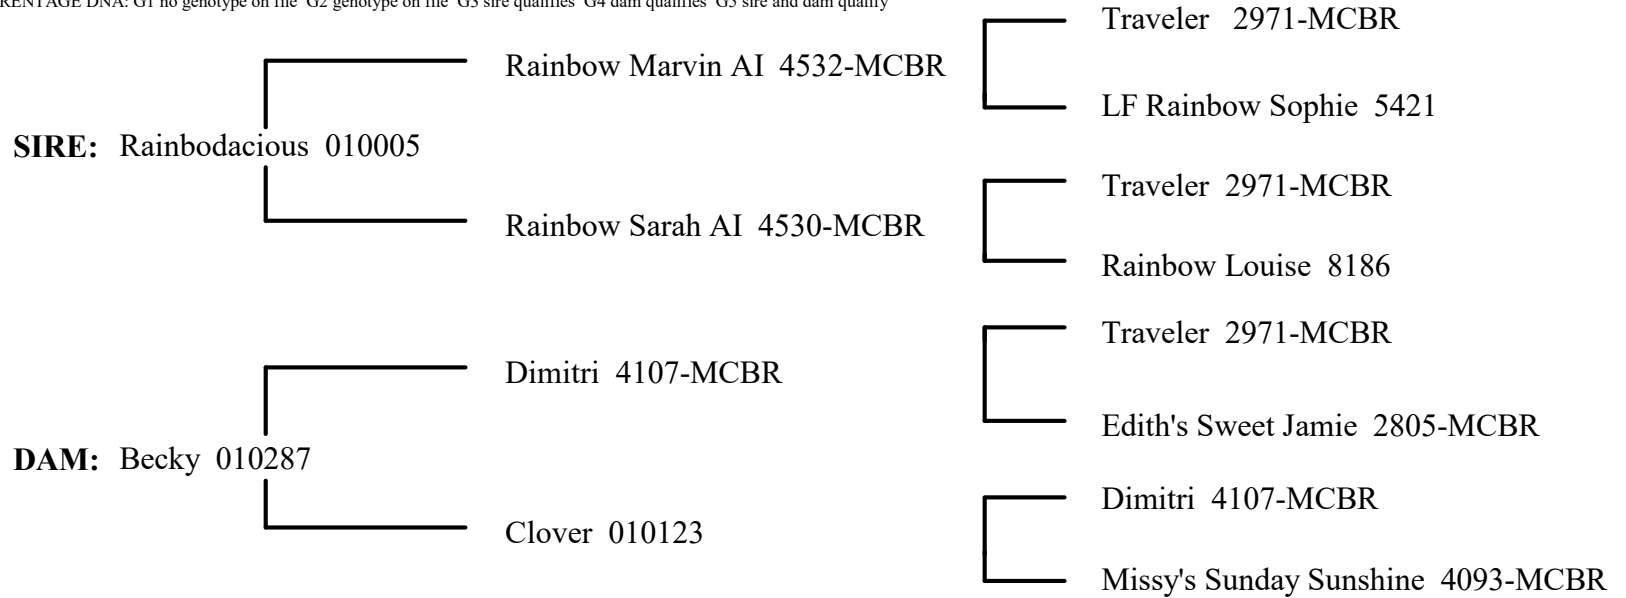 DNA: G1 no genotype on file G2 genotype on file G3 sire qualifies G4 dam qualifies G5 sire and dam qualify
Traveler 2971-MCBR
Rainbow Marvin AI 4532-MCBR
LF Rainbow Sophie 5421
SIRE: Rainbodacious 010005
Traveler 2971-MCBR
Rainbow Sarah AI 4530-MCBR
Rainbow Louise 8186
Traveler 2971-MCBR
Dimitri 4107-MCBR
Edith's Sweet Jamie 2805-MCBR
DAM: Becky 010287
Dimitri 4107-MCBR
Clover 010123
Missy's Sunday Sunshine 4093-MCBR